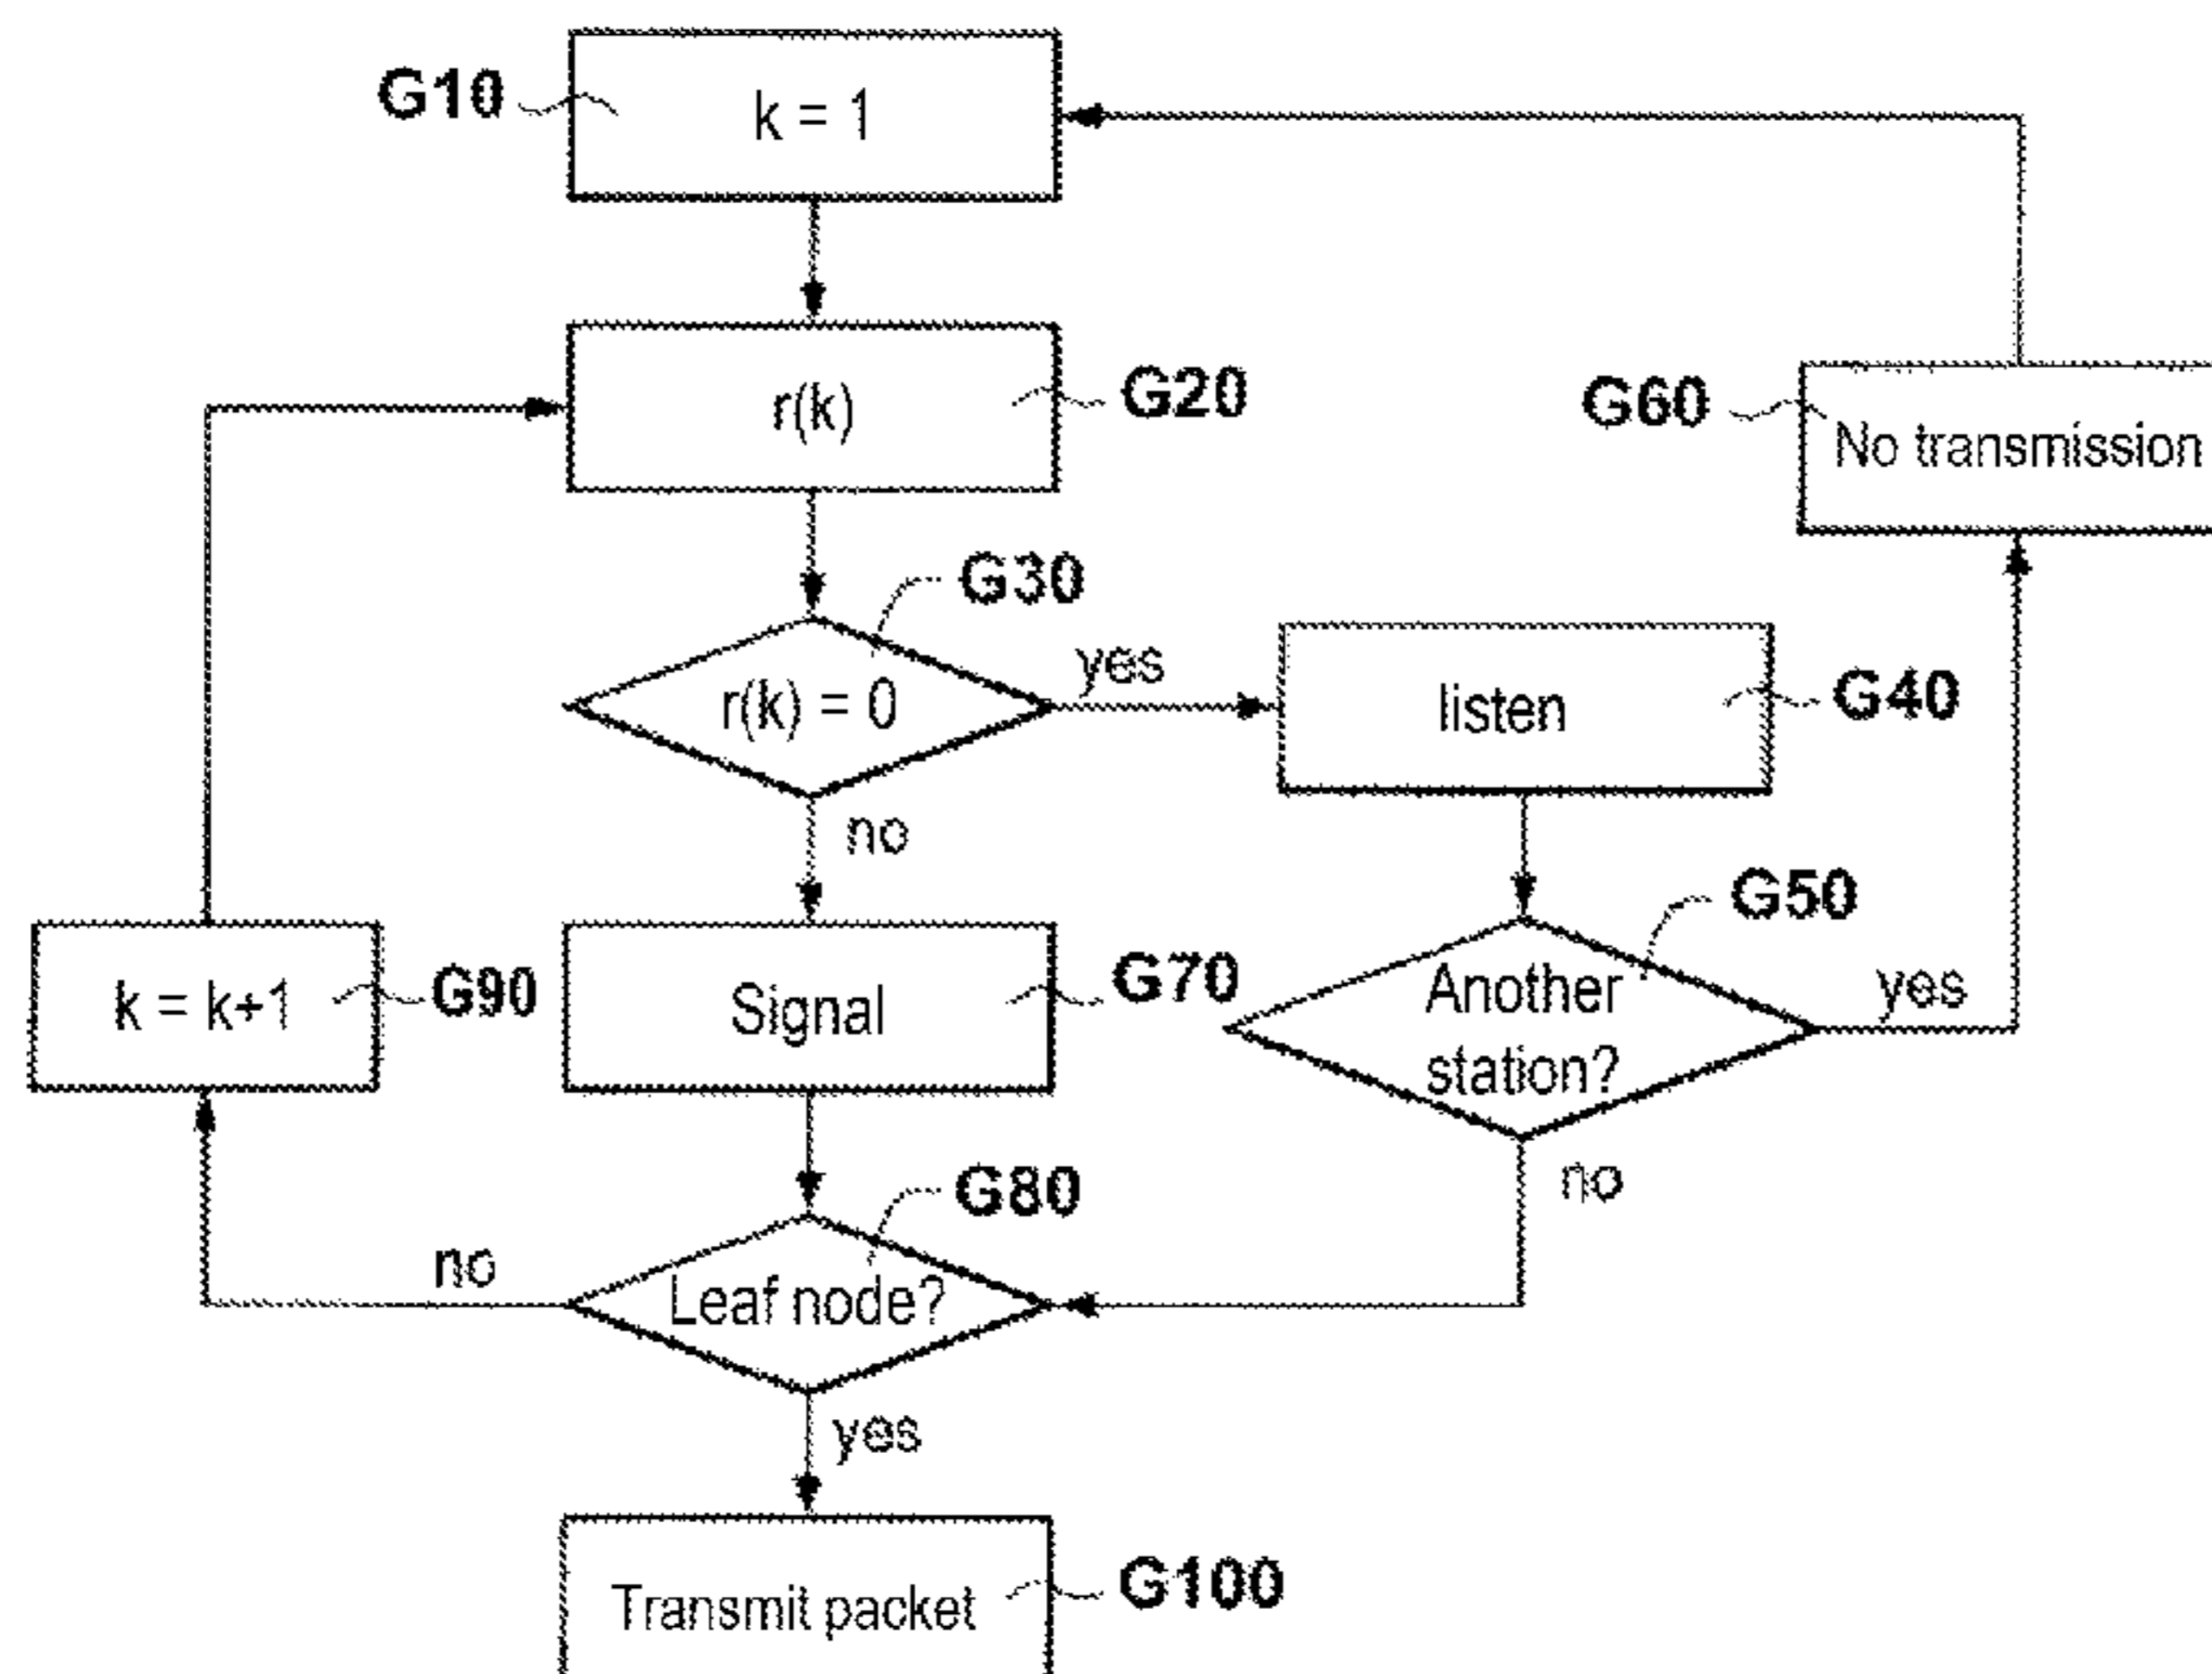 G10
k = 1
r(k)
G20
G60
No transmission
G30
r(k) = 0
yes
listen
G40
no
G50
Another
station?
yes
k = k+1
G90
Signal
G70
no
G80
Leaf node?
no
yes
Transmit packet
G100